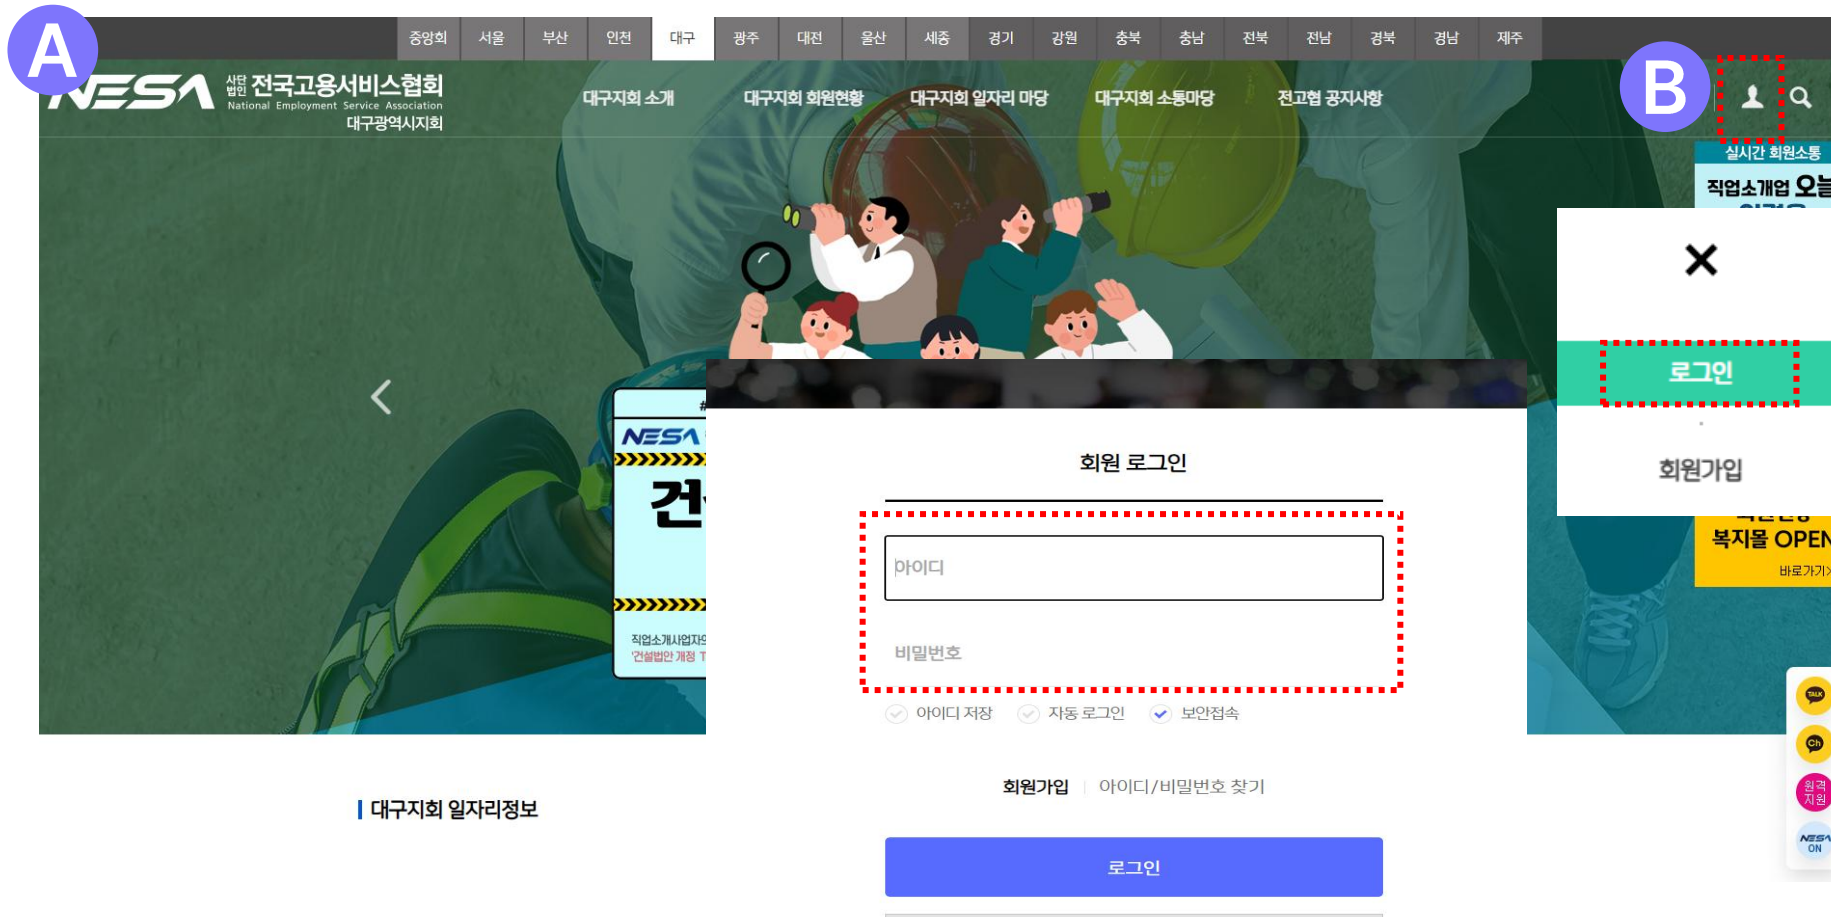 A
중앙회 서울 부산 인천 대구 광주 대전 울산 세종 경기 강원 충북 충남 전북 전남 경북 경남 제주
NESA 사단법인 전국고용서비스협회
National Employment Service Association
대구광역시지회
대구지회 소개 대구지회 회원현황 대구지회 일자리 마당 대구지회 소통마당 전고협 공지사항
B
실시간 회원소통
직업소개업 오늘
로그인
회원가입
복지몰 OPEN
바로가기>
#
NESA
건
직업소개사업자의
'건설법안 개정 T
회원 로그인
아이디
비밀번호
아이디 저장 자동 로그인 보안접속
회원가입 아이디/비밀번호 찾기
로그인
대구지회 일자리정보
TALK
Ch
원격
지원
NESA
ON